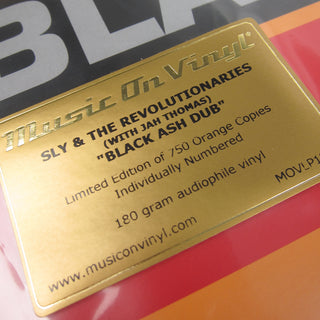 BLA
Music On Vinyl
SLY & THE REVOLUTIONARIES
(WITH JAH THOMAS)
"BLACK ASH DUB"
Limited Edition of 750 Orange Copies
Individually Numbered
180 gram audiophile vinyl
MOVLP1
www.musiconvinyl.com